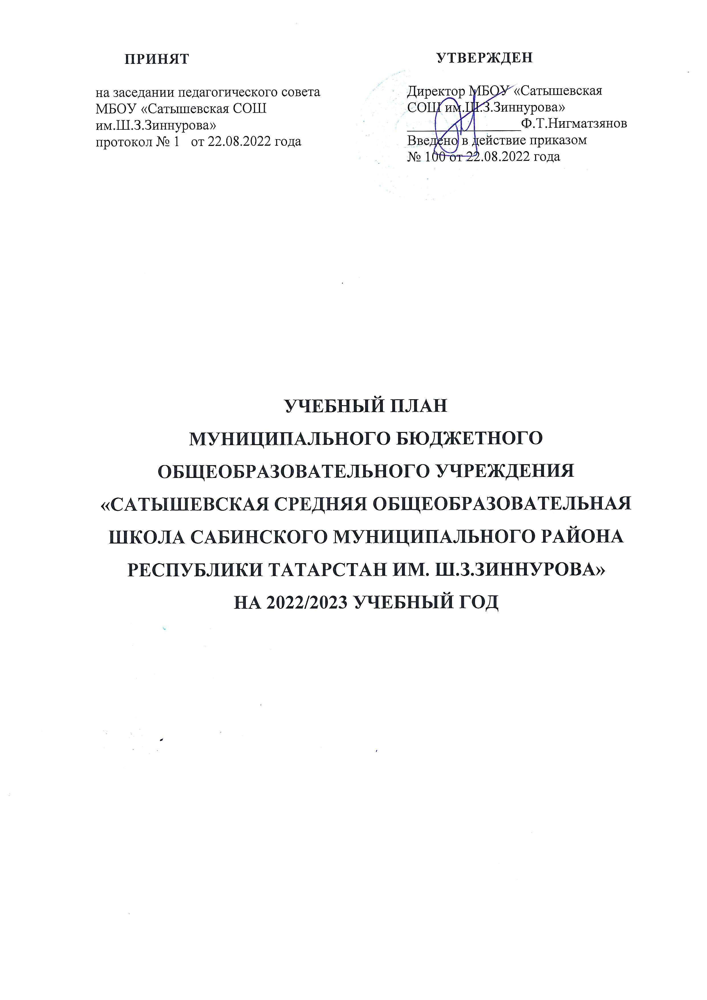 ПРИНЯТ
на заседании педагогического совета
МБОУ «Сатышевская СОШ
им.Ш.З.Зиннурова»
протокол № 1 от 22.08.2022 года
УТВЕРЖДЕН
Директор МБОУ «Сатышевская
СОШ им.Ш.З.Зиннурова»
________________Ф.Т.Нигматзянов
Введено в действие приказом
№ 100 от 22.08.2022 года
УЧЕБНЫЙ ПЛАН
МУНИЦИПАЛЬНОГО БЮДЖЕТНОГО
ОБЩЕОБРАЗОВАТЕЛЬНОГО УЧРЕЖДЕНИЯ
«САТЫШЕВСКАЯ СРЕДНЯЯ ОБЩЕОБРАЗОВАТЕЛЬНАЯ
ШКОЛА САБИНСКОГО МУНИЦИПАЛЬНОГО РАЙОНА
РЕСПУБЛИКИ ТАТАРСТАН ИМ. Ш.З.ЗИННУРОВА»
НА 2022/2023 УЧЕБНЫЙ ГОД